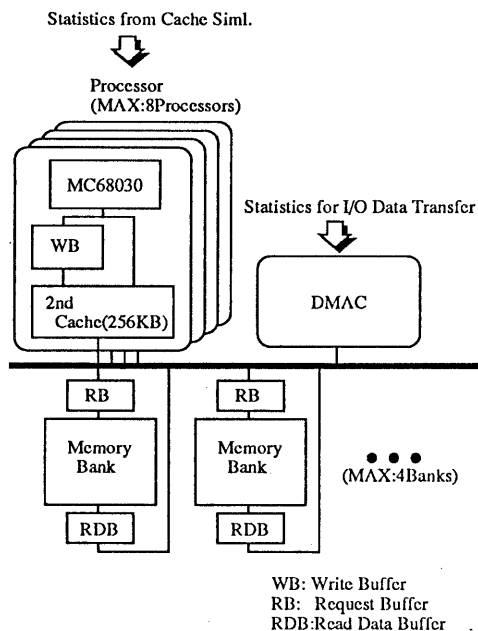 Statistics from Cache Siml.
Processor
(MAX:8Processors)
MC68030
WB
2nd
Cache(256KB)
Statistics for I/O Data Transfer
DMAC
RB
RB
Memory
Bank
Memory
Bank
(MAX:4Banks)
RDB
RDB
WB: Write Buffer
RB: Request Buffer
RDB:Read Data Buffer